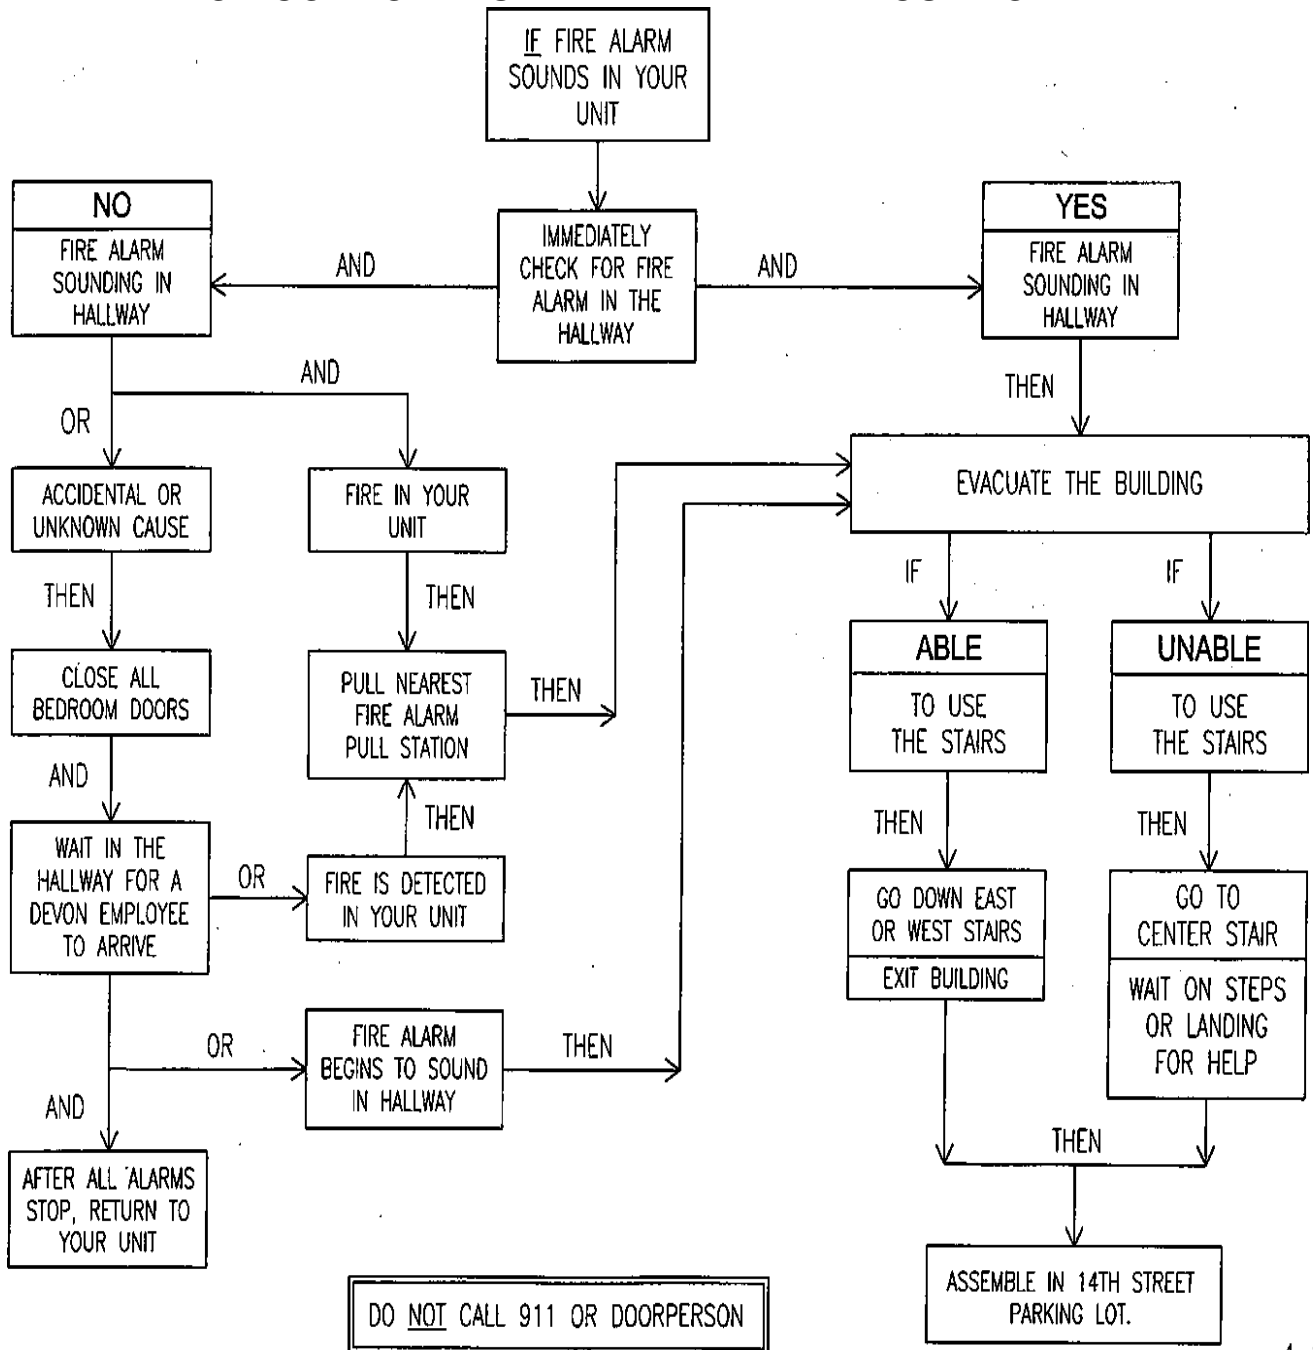 IF FIRE ALARM
SOUNDS IN YOUR
UNIT
NO
FIRE ALARM
SOUNDING IN
HALLWAY
AND
IMMEDIATELY
CHECK FOR FIRE
ALARM IN THE
HALLWAY
AND
YES
FIRE ALARM
SOUNDING IN
HALLWAY
AND
OR
THEN
ACCIDENTAL OR
UNKNOWN CAUSE
FIRE IN YOUR
UNIT
EVACUATE THE BUILDING
THEN
THEN
IF
IF
CLOSE ALL
BEDROOM DOORS
PULL NEAREST
FIRE ALARM
PULL STATION
THEN
ABLE
TO USE
THE STAIRS
UNABLE
TO USE
THE STAIRS
AND
THEN
THEN
THEN
WAIT IN THE
HALLWAY FOR A
DEVON EMPLOYEE
TO ARRIVE
OR
FIRE IS DETECTED
IN YOUR UNIT
GO DOWN EAST
OR WEST STAIRS
EXIT BUILDING
GO TO
CENTER STAIR
WAIT ON STEPS
OR LANDING
FOR HELP
OR
FIRE ALARM
BEGINS TO SOUND
IN HALLWAY
THEN
AND
THEN
AFTER ALL ALARMS
STOP, RETURN TO
YOUR UNIT
ASSEMBLE IN 14TH STREET
PARKING LOT.
DO NOT CALL 911 OR DOORPERSON